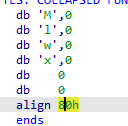 db 'M',0
db 'l',0
db 'w',0
db 'x',0
db 0
db 0
align 80h
ends